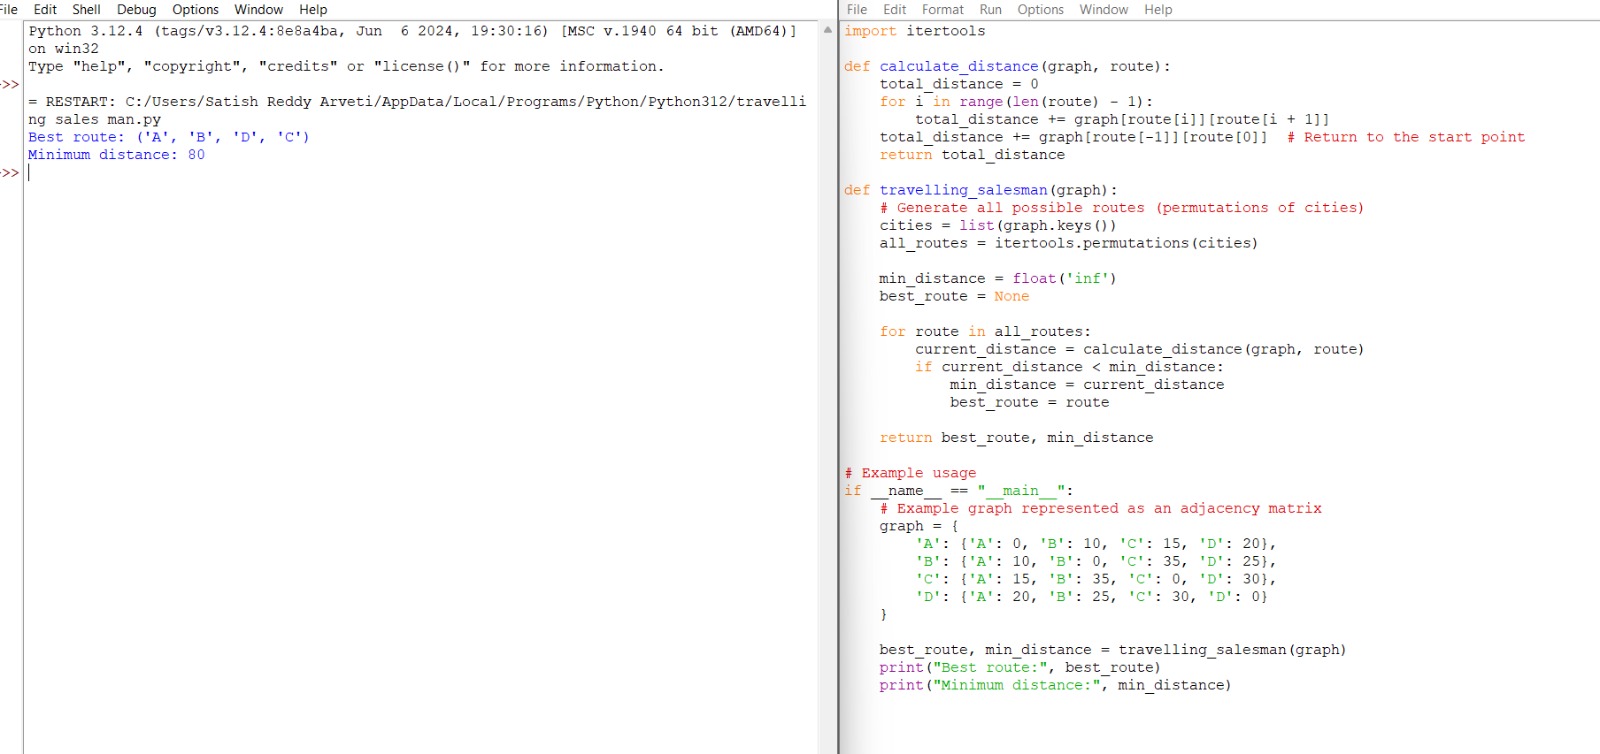 File Edit Shell Debug Options Window Help
Python 3.12.4 (tags/v3.12.4:8e8a4ba, Jun  6 2024, 19:30:16) [MSC v.1940 64 bit (AMD64)]
on win32
Type "help", "copyright", "credits" or "license()" for more information.
>>>
= RESTART: C:/Users/Satish Reddy Arveti/AppData/Local/Programs/Python/Python312/travelli
ng sales man.py
Best route: ('A', 'B', 'D', 'C')
Minimum distance: 80
>>>
File Edit Format Run Options Window Help
import itertools
def calculate_distance(graph, route):
    total_distance = 0
    for i in range(len(route) - 1):
        total_distance += graph[route[i]][route[i + 1]]
    total_distance += graph[route[-1]][route[0]]  # Return to the start point
    return total_distance
def travelling_salesman(graph):
    # Generate all possible routes (permutations of cities)
    cities = list(graph.keys())
    all_routes = itertools.permutations(cities)
    min_distance = float('inf')
    best_route = None
    for route in all_routes:
        current_distance = calculate_distance(graph, route)
        if current_distance < min_distance:
            min_distance = current_distance
            best_route = route
    return best_route, min_distance
# Example usage
if __name__ == "__main__":
    # Example graph represented as an adjacency matrix
    graph = {
        'A': {'A': 0, 'B': 10, 'C': 15, 'D': 20},
        'B': {'A': 10, 'B': 0, 'C': 35, 'D': 25},
        'C': {'A': 15, 'B': 35, 'C': 0, 'D': 30},
        'D': {'A': 20, 'B': 25, 'C': 30, 'D': 0}
    }
    best_route, min_distance = travelling_salesman(graph)
    print("Best route:", best_route)
    print("Minimum distance:", min_distance)